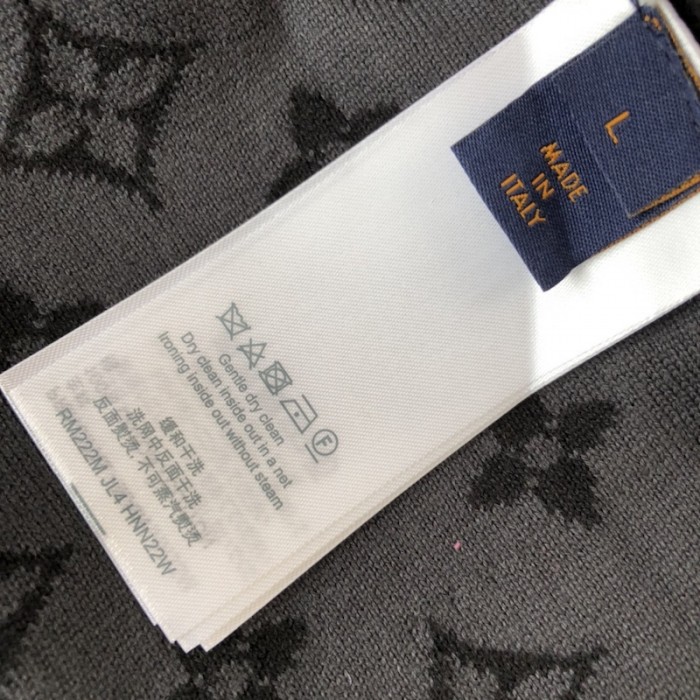 L
MADE
IN
ITALY
F
Gentle dry clean
Dry clean inside out in a net
Ironing inside out without steam
缓和干洗
洗网中反面干洗
反面熨烫，不可蒸汽熨烫
RM222M JL4 HNN22W